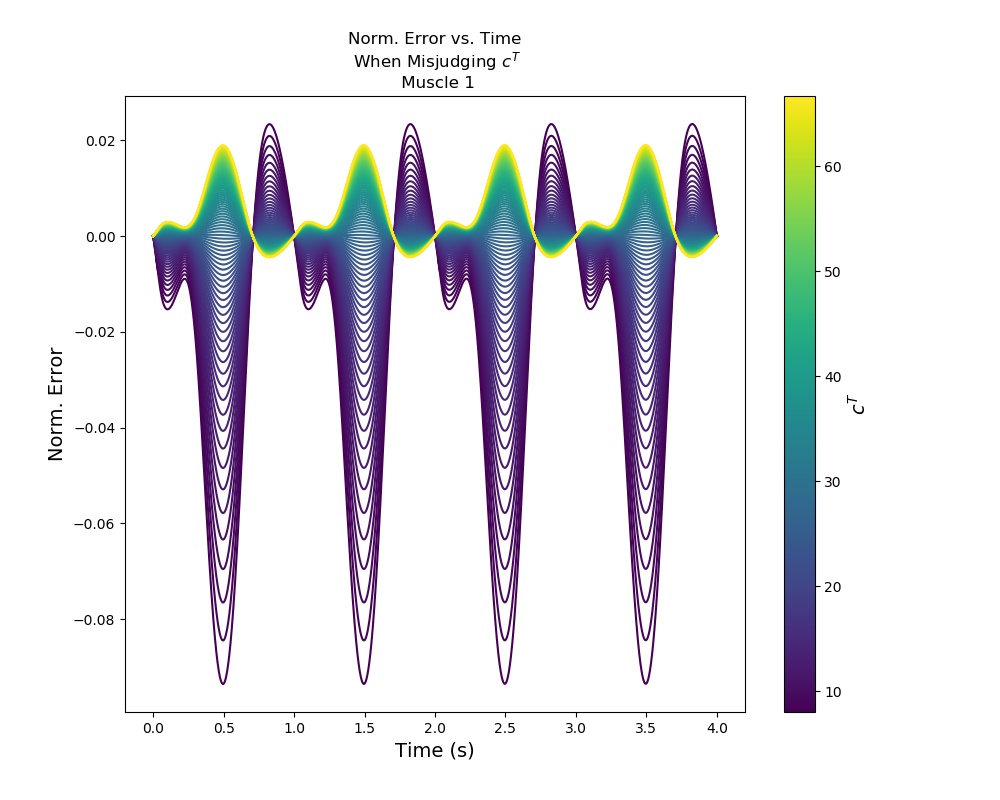 Norm. Error vs. Time
When Misjudging $c^T$
Muscle 1
Norm. Error
0.02
0.00
−0.02
−0.04
−0.06
−0.08
0.0 0.5 1.0 1.5 2.0 2.5 3.0 3.5 4.0
Time (s)
60
50
40
30
20
10
$c^T$